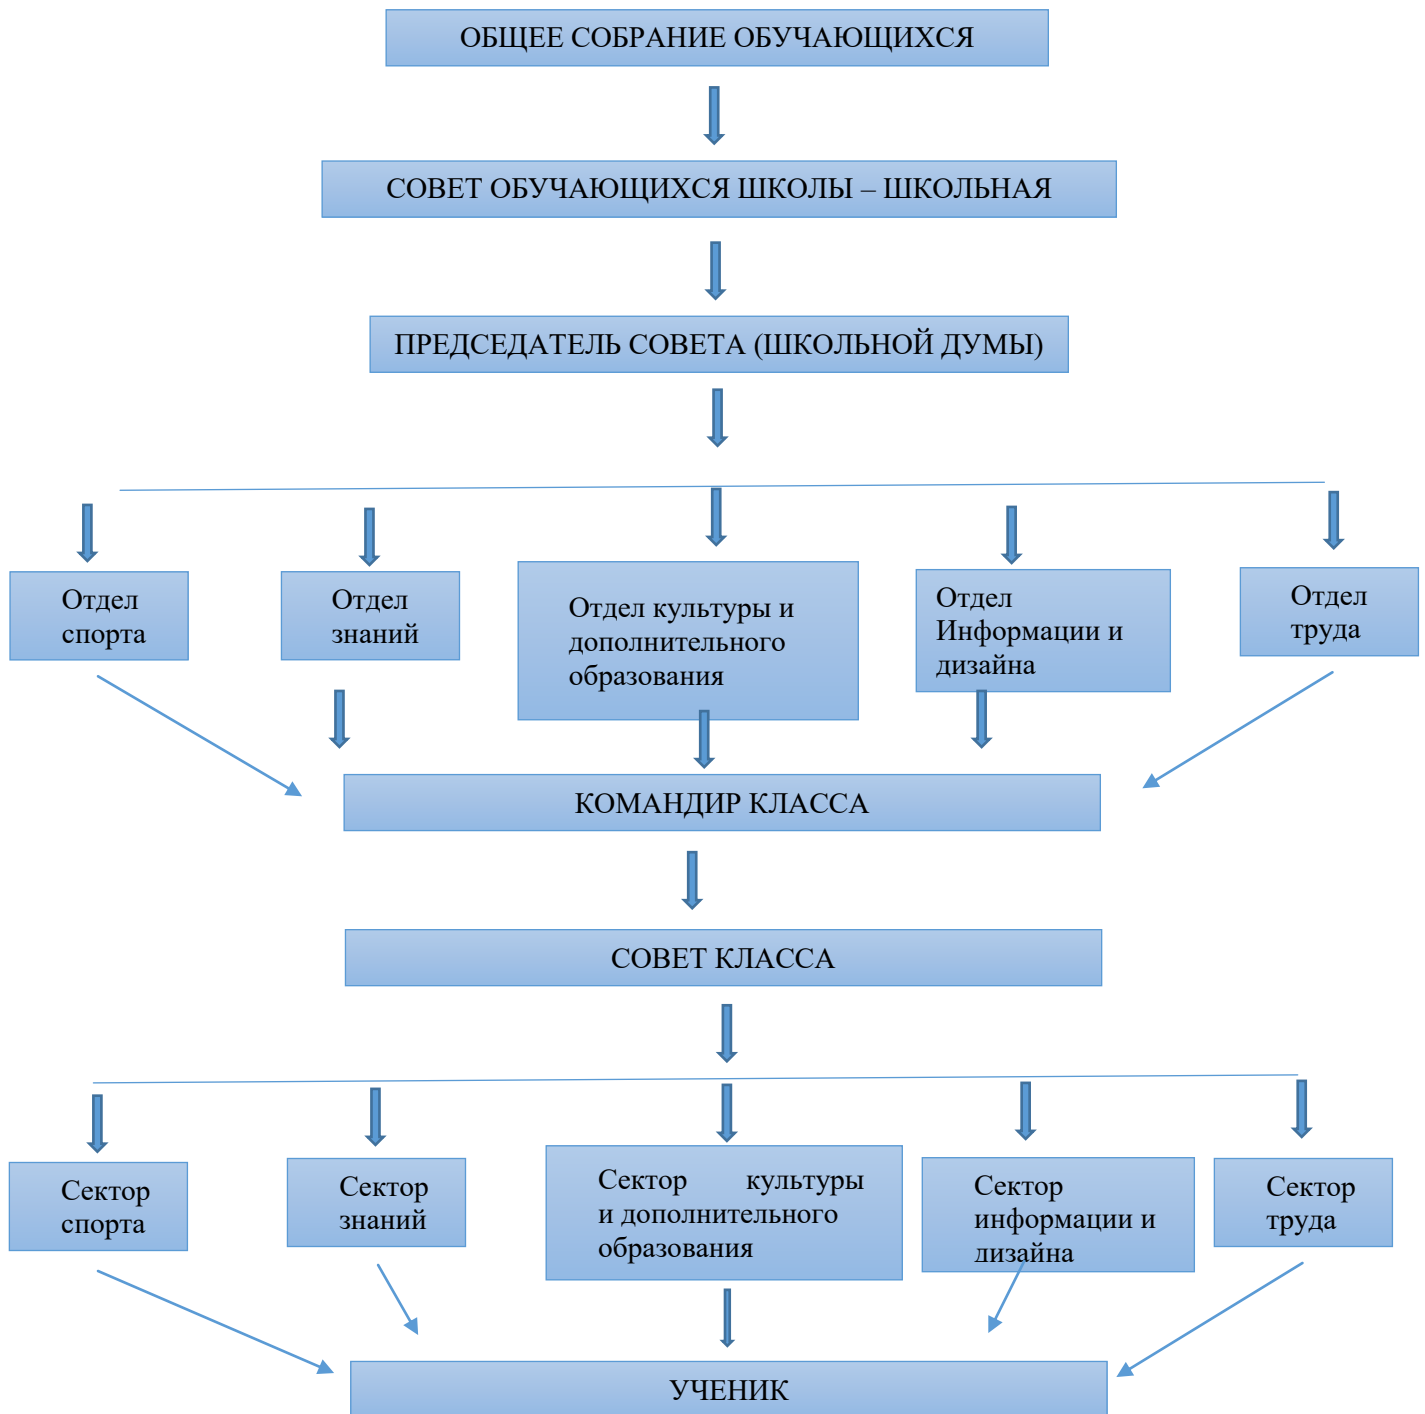 ОБЩЕЕ СОБРАНИЕ ОБУЧАЮЩИХСЯ
СОВЕТ ОБУЧАЮЩИХСЯ ШКОЛЫ – ШКОЛЬНАЯ
ПРЕДСЕДАТЕЛЬ СОВЕТА (ШКОЛЬНОЙ ДУМЫ)
Отдел
спорта
Отдел
знаний
Отдел культуры и
дополнительного
образования
Отдел
Информации и
дизайна
Отдел
труда
КОМАНДИР КЛАССА
СОВЕТ КЛАССА
Сектор
спорта
Сектор
знаний
Сектор культуры
и дополнительного
образования
Сектор
информации и
дизайна
Сектор
труда
УЧЕНИК